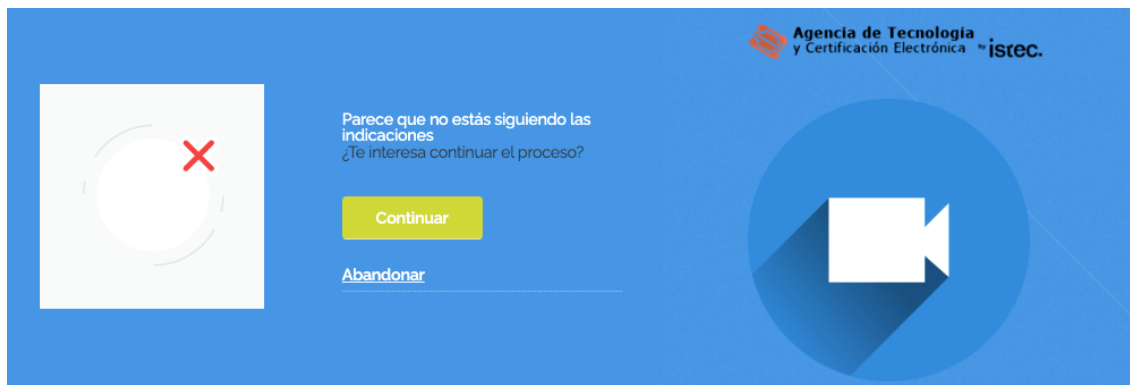 Agencia de Tecnología
y Certificación Electrónica by istec.
Parece que no estás siguiendo las
indicaciones
¿Te interesa continuar el proceso?
Continuar
Abandonar